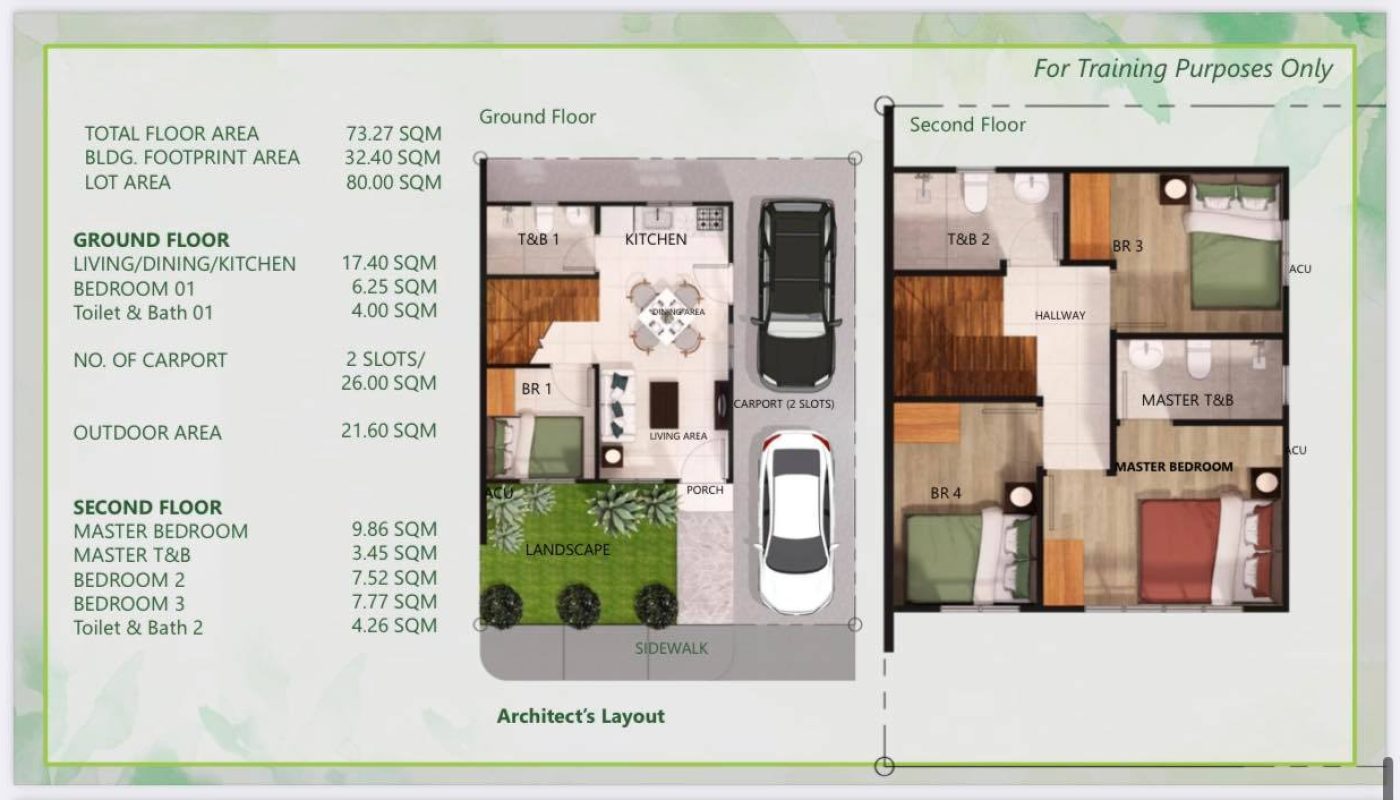 For Training Purposes Only
TOTAL FLOOR AREA 73.27 SQM
BLDG. FOOTPRINT AREA 32.40 SQM
LOT AREA 80.00 SQM
GROUND FLOOR
LIVING/DINING/KITCHEN 17.40 SQM
BEDROOM 01 6.25 SQM
Toilet & Bath 01 4.00 SQM
NO. OF CARPORT 2 SLOTS/
26.00 SQM
OUTDOOR AREA 21.60 SQM
SECOND FLOOR
MASTER BEDROOM 9.86 SQM
MASTER T&B 3.45 SQM
BEDROOM 2 7.52 SQM
BEDROOM 3 7.77 SQM
Toilet & Bath 2 4.26 SQM
Ground Floor
T&B 1
KITCHEN
DINING AREA
BR 1
CARPORT (2 SLOTS)
LIVING AREA
ACU
PORCH
LANDSCAPE
SIDEWALK
Architect's Layout
Second Floor
T&B 2
BR 3
ACU
HALLWAY
MASTER T&B
ACU
MASTER BEDROOM
BR 4